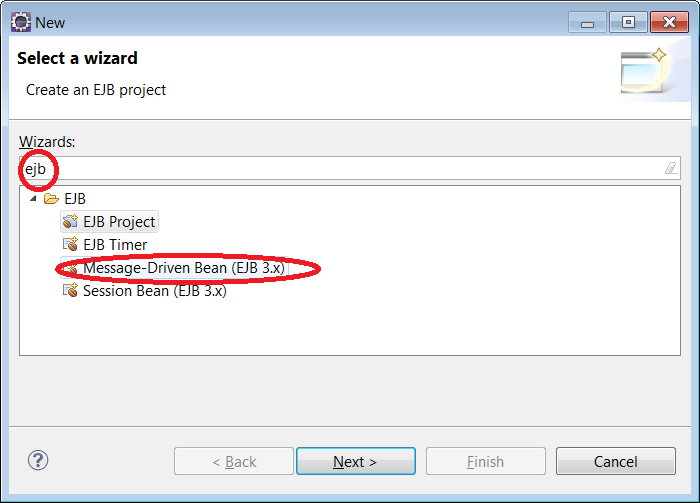 New
Select a wizard
Create an EJB project
Wizards:
ejb
EJB
EJB Project
EJB Timer
Message-Driven Bean (EJB 3.x)
Session Bean (EJB 3.x)
?
< Back Next > Finish Cancel